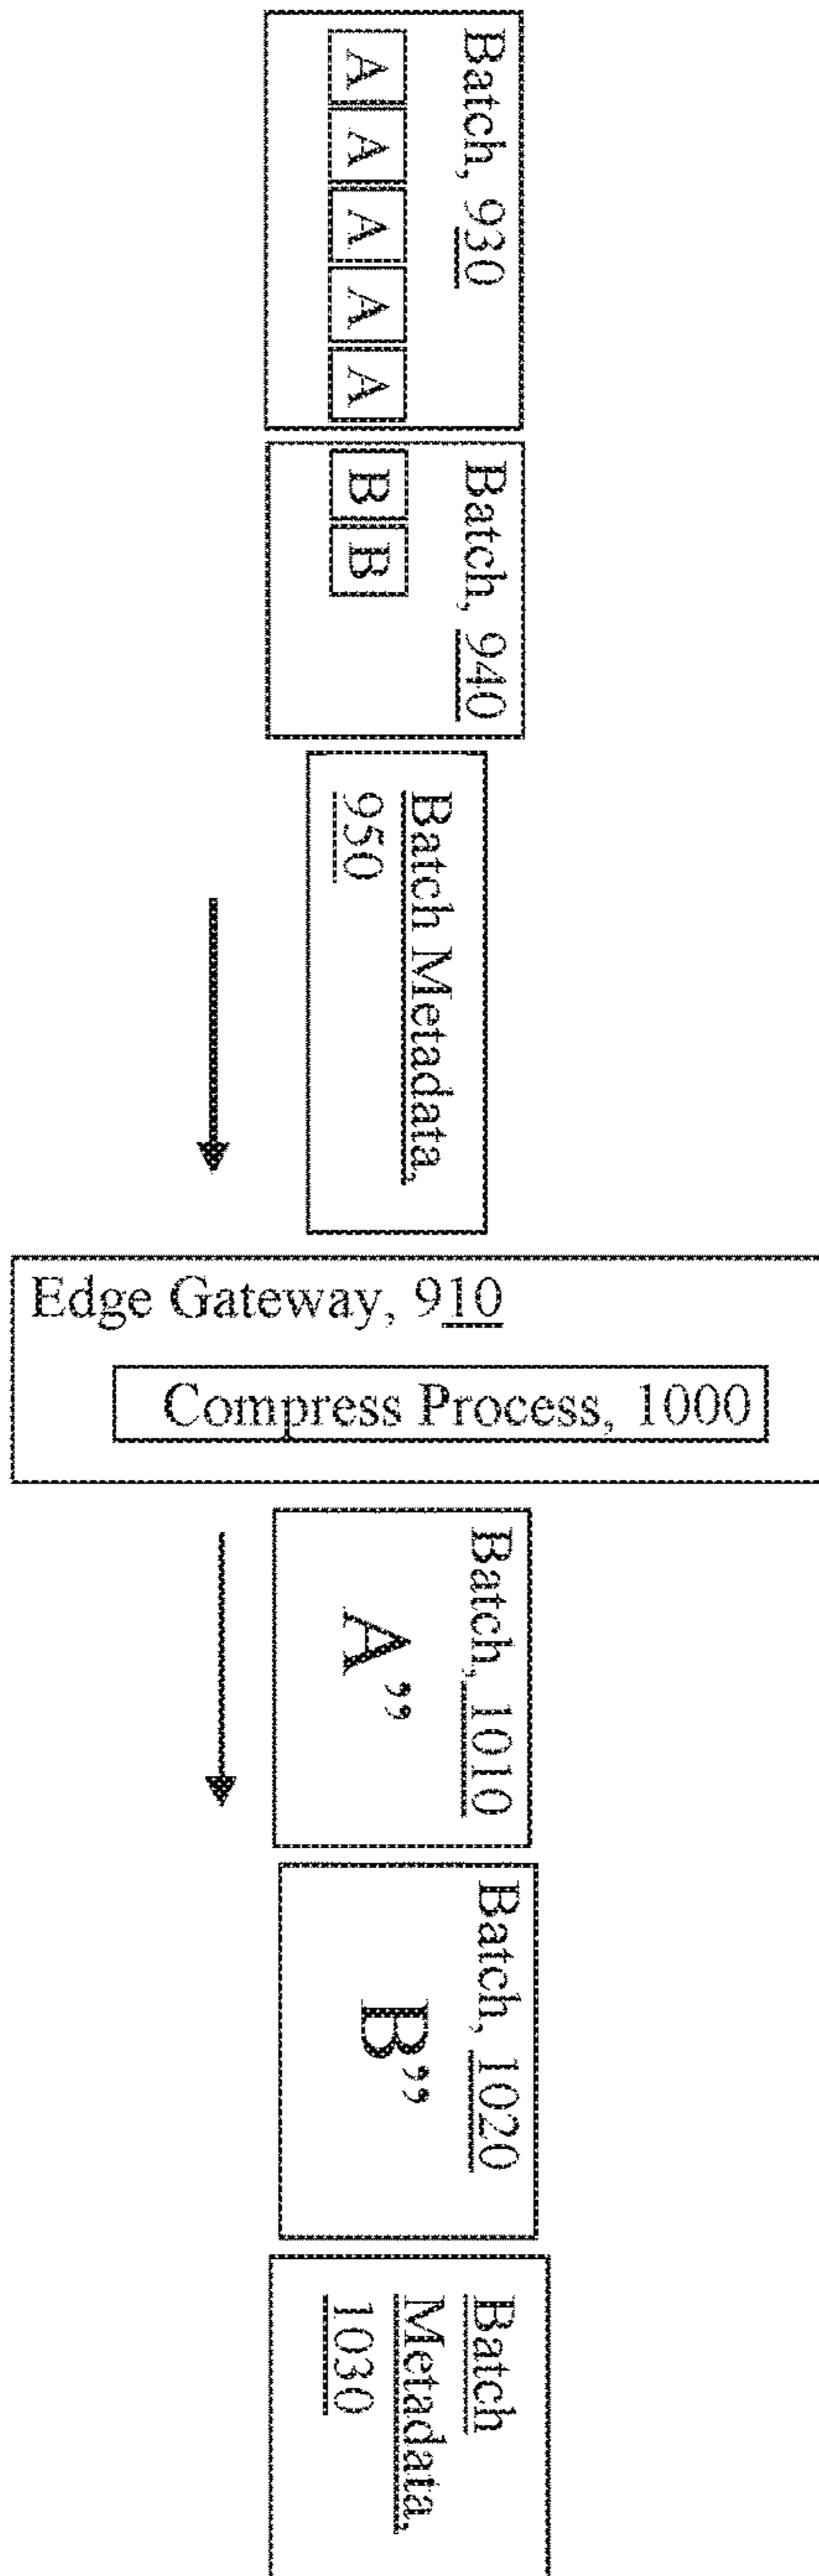 Batch, 930
A A A A A
Batch, 940
B B
Batch Metadata,
950
Edge Gateway, 910
Compress Process, 1000
Batch, 1010
A”
Batch, 1020
B”
Batch
Metadata,
1030